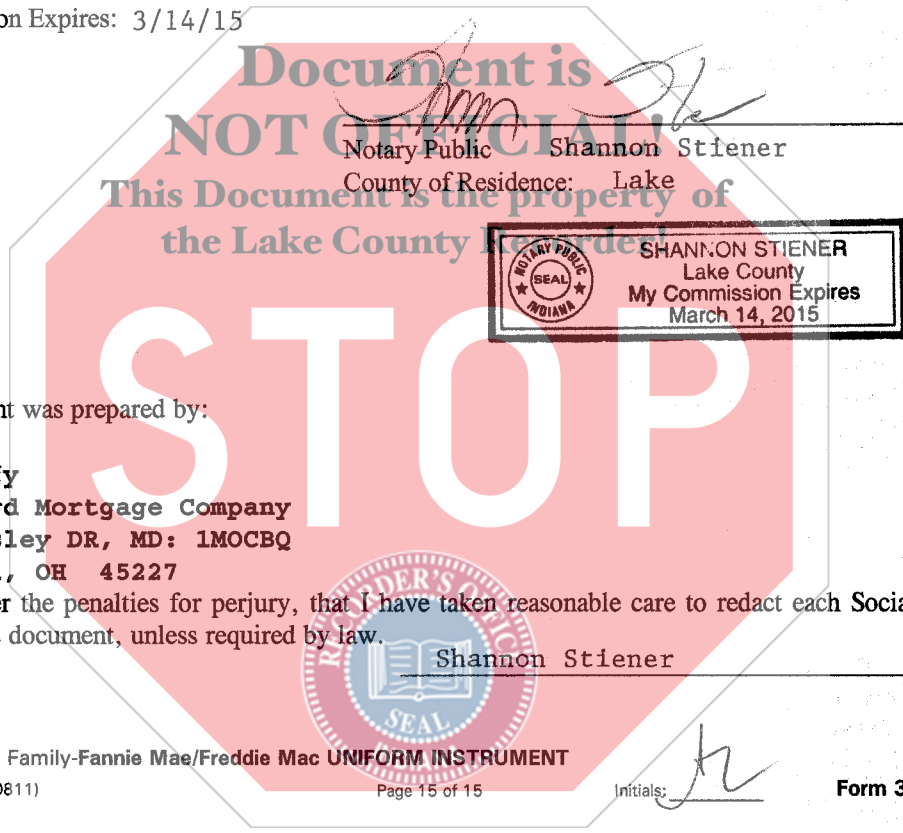 on Expires: 3/14/15
Document is
NOT OFFICIAL!
Notary Public Shannon Stiener
County of Residence: Lake
This Document is the property of
the Lake County Recorder!
NOTARY PUBLIC
SEAL
INDIANA
SHANNON STIENER
Lake County
My Commission Expires
March 14, 2015
STOP
nt was prepared by:
y
rd Mortgage Company
ley DR, MD: 1MOCBQ
, OH 45227
er the penalties for perjury, that I have taken reasonable care to redact each Socia
document, unless required by law.
Shannon Stiener
RECORDER'S OFFICE
SEAL
INDIANA
Family-Fannie Mae/Freddie Mac UNIFORM INSTRUMENT
0811)
Page 15 of 15
Initials:
Form 3